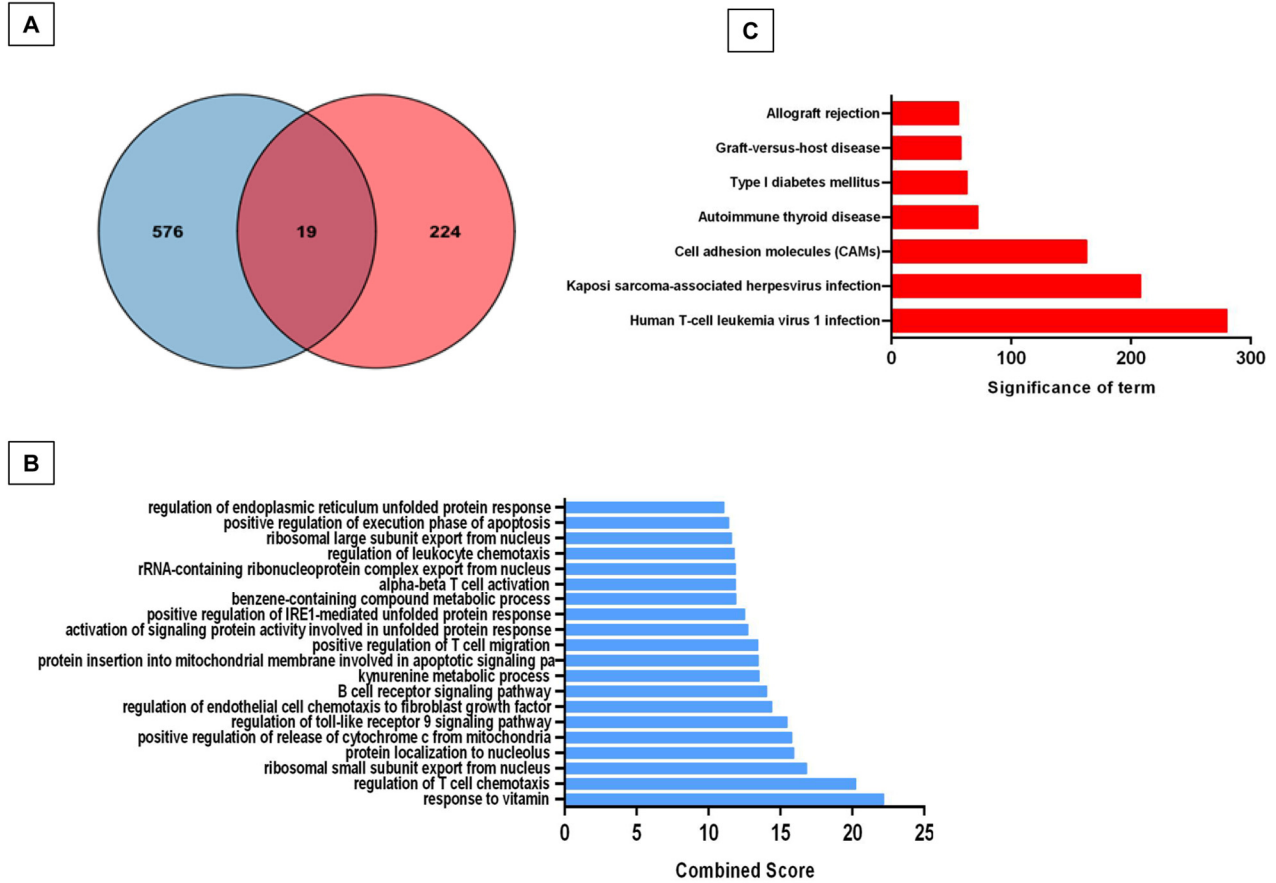 A
576
19
224
C
Allograft rejection
Graft-versus-host disease
Type I diabetes mellitus
Autoimmune thyroid disease
Cell adhesion molecules (CAMs)
Kaposi sarcoma-associated herpesvirus infection
Human T-cell leukemia virus 1 infection
0 100 200 300
Significance of term
B
regulation of endoplasmic reticulum unfolded protein response
positive regulation of execution phase of apoptosis
ribosomal large subunit export from nucleus
regulation of leukocyte chemotaxis
rRNA-containing ribonucleoprotein complex export from nucleus
alpha-beta T cell activation
benzene-containing compound metabolic process
positive regulation of IRE1-mediated unfolded protein response
activation of signaling protein activity involved in unfolded protein response
positive regulation of T cell migration
protein insertion into mitochondrial membrane involved in apoptotic signaling pa
kynurenine metabolic process
B cell receptor signaling pathway
regulation of endothelial cell chemotaxis to fibroblast growth factor
regulation of toll-like receptor 9 signaling pathway
positive regulation of release of cytochrome c from mitochondria
protein localization to nucleolus
ribosomal small subunit export from nucleus
regulation of T cell chemotaxis
response to vitamin
0 5 10 15 20 25
Combined Score